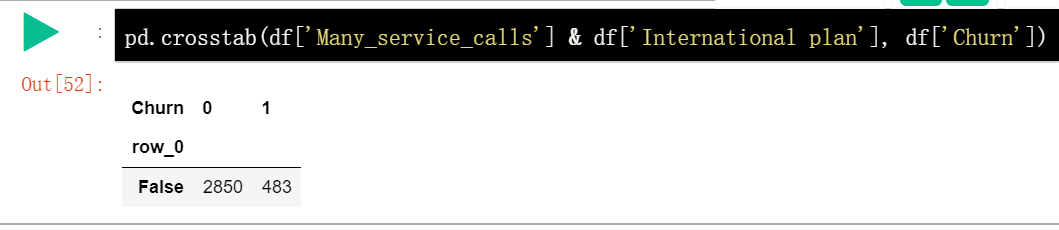 : pd.crosstab(df['Many_service_calls'] & df['International plan'], df['Churn'])
Out[52]:
Churn 0 1
row_0
False 2850 483